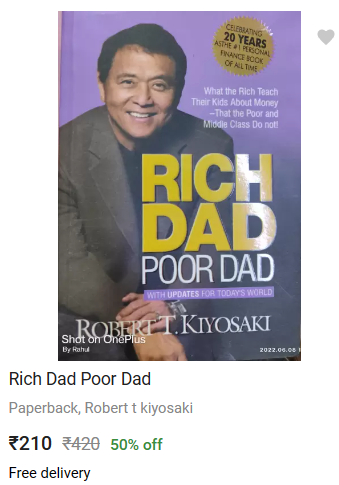 CELEBRATING
20 YEARS
AS THE #1 PERSONAL
FINANCE BOOK
OF ALL TIME
What the Rich Teach
Their Kids About Money
–That the Poor and
Middle Class Do not!
RICH
DAD
POOR DAD
WITH UPDATES FOR TODAY'S WORLD
ROBERT T. KIYOSAKI
Shot on OnePlus
By Rahul
2022.06.08
Rich Dad Poor Dad
Paperback, Robert t kiyosaki
₹210 ₹420 50% off
Free delivery